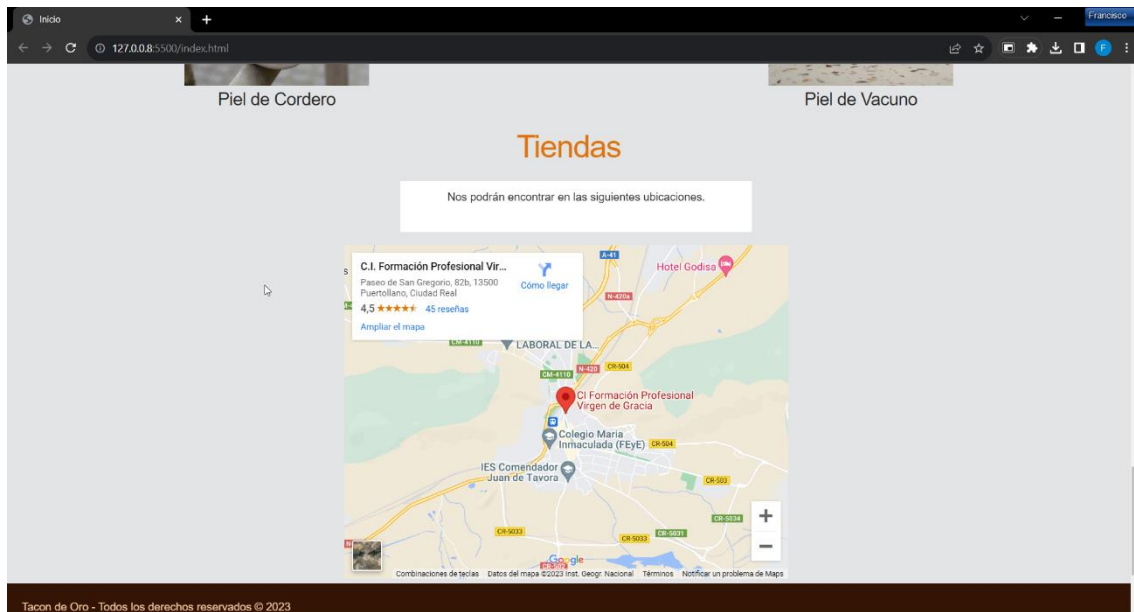 Inicio
Francisco
127.0.0.8:5500/index.html
F
Piel de Cordero
Piel de Vacuno
Tiendas
Nos podrán encontrar en las siguientes ubicaciones.
C.I. Formación Profesional Vir...
Paseo de San Gregorio, 82b, 13500
Puertollano, Ciudad Real
Cómo llegar
4,5 ★★★★★ 45 reseñas
Ampliar el mapa
A-41
Hotel Godisa
N-420a
CM-4110
LABORAL DE LA...
N-420
CR-504
CM-4110
CI Formación Profesional
Virgen de Gracia
Colegio María
Inmaculada (FEyE)
CR-504
IES Comendador
Juan de Tavora
CR-503
CR-5034
CR-5033
CR-5033
CR-5031
Google
CR-502
Combinaciones de teclas
Datos del mapa ©2023 Inst. Geogr. Nacional
Términos
Notificar un problema de Maps
Tacon de Oro - Todos los derechos reservados © 2023